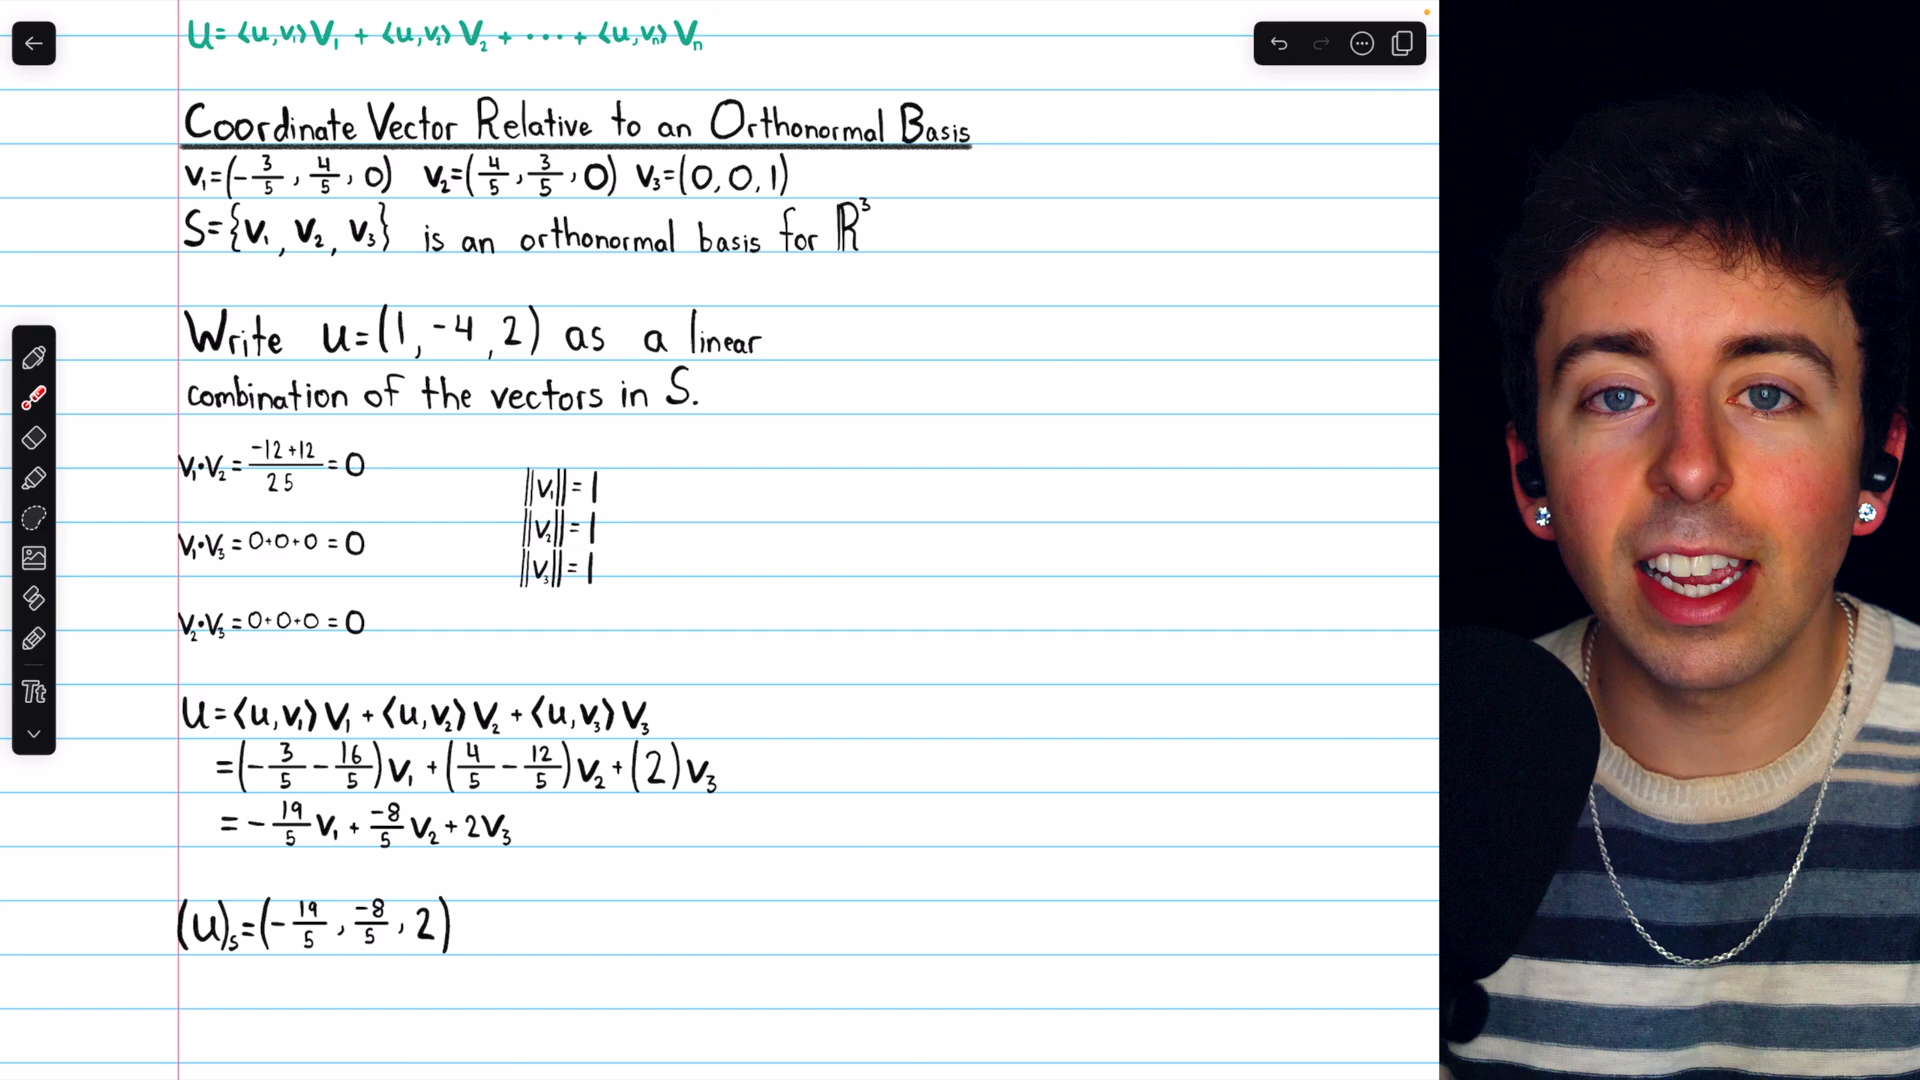 u=⟨u,v₁⟩v₁ + ⟨u,v₂⟩v₂ + ··· + ⟨u,vₙ⟩vₙ
Coordinate Vector Relative to an Orthonormal Basis
v₁=(-3/5, 4/5, 0) v₂=(4/5, 3/5, 0) v₃=(0, 0, 1)
S={v₁, v₂, v₃} is an orthonormal basis for ℝ³
Write u=(1, -4, 2) as a linear
combination of the vectors in S.
v₁·v₂ = (-12+12)/25 = 0
||v₁|| = 1
||v₂|| = 1
v₁·v₃ = 0+0+0 = 0
||v₃|| = 1
v₂·v₃ = 0+0+0 = 0
u=⟨u,v₁⟩v₁ + ⟨u,v₂⟩v₂ + ⟨u,v₃⟩v₃
=(-3/5 - 16/5)v₁ + (4/5 - 12/5)v₂ + (2)v₃
= -19/5 v₁ + -8/5 v₂ + 2v₃
(u)ₛ=(-19/5, -8/5, 2)
Tt